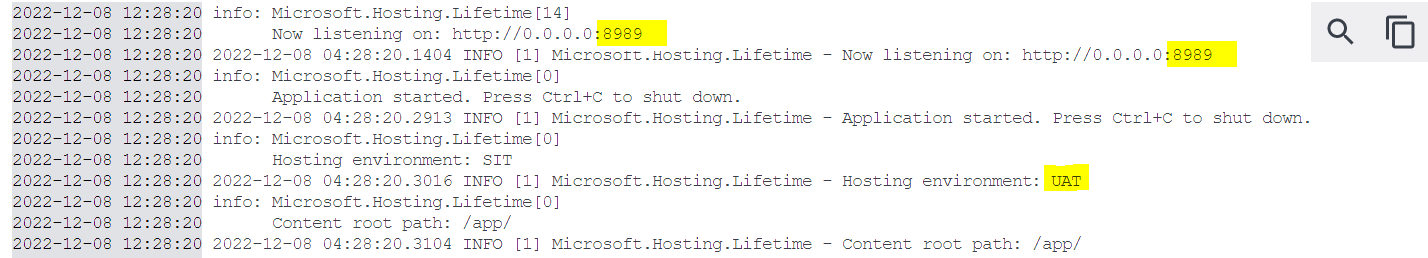 2022-12-08 12:28:20 info: Microsoft.Hosting.Lifetime[14]
2022-12-08 12:28:20 Now listening on: http://0.0.0.0:8989
2022-12-08 12:28:20 2022-12-08 04:28:20.1404 INFO [1] Microsoft.Hosting.Lifetime - Now listening on: http://0.0.0.0:8989
2022-12-08 12:28:20 info: Microsoft.Hosting.Lifetime[0]
2022-12-08 12:28:20 Application started. Press Ctrl+C to shut down.
2022-12-08 12:28:20 2022-12-08 04:28:20.2913 INFO [1] Microsoft.Hosting.Lifetime - Application started. Press Ctrl+C to shut down.
2022-12-08 12:28:20 info: Microsoft.Hosting.Lifetime[0]
2022-12-08 12:28:20 Hosting environment: SIT
2022-12-08 12:28:20 2022-12-08 04:28:20.3016 INFO [1] Microsoft.Hosting.Lifetime - Hosting environment: UAT
2022-12-08 12:28:20 info: Microsoft.Hosting.Lifetime[0]
2022-12-08 12:28:20 Content root path: /app/
2022-12-08 12:28:20 2022-12-08 04:28:20.3104 INFO [1] Microsoft.Hosting.Lifetime - Content root path: /app/